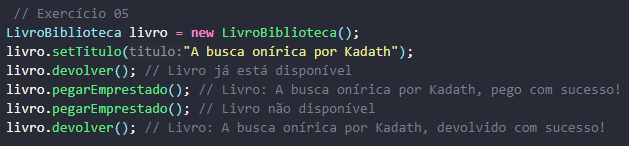 // Exercício 05
LivroBiblioteca livro = new LivroBiblioteca();
livro.setTitulo(titulo:"A busca onírica por Kadath");
livro.devolver(); // Livro já está disponível
livro.pegarEmprestado(); // Livro: A busca onírica por Kadath, pego com sucesso!
livro.pegarEmprestado(); // Livro não disponível
livro.devolver(); // Livro: A busca onírica por Kadath, devolvido com sucesso!